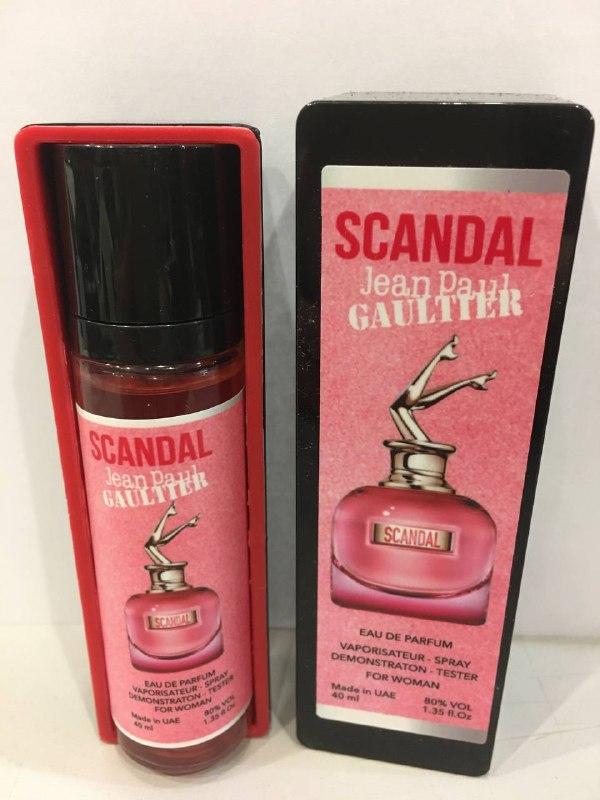 SCANDAL
Jean Paul
GAULTIER
SCANDAL
EAU DE PARFUM
VAPORISATEUR - SPRAY
DEMONSTRATON - TESTER
FOR WOMAN
Made in UAE 80% VOL
40 ml 1.35 fl.Oz
SCANDAL
Jean Paul
GAULTIER
SCANDAL
EAU DE PARFUM
VAPORISATEUR - SPRAY
DEMONSTRATON - TESTER
FOR WOMAN
Made in UAE 80% VOL
40 ml 1.35 fl.Oz